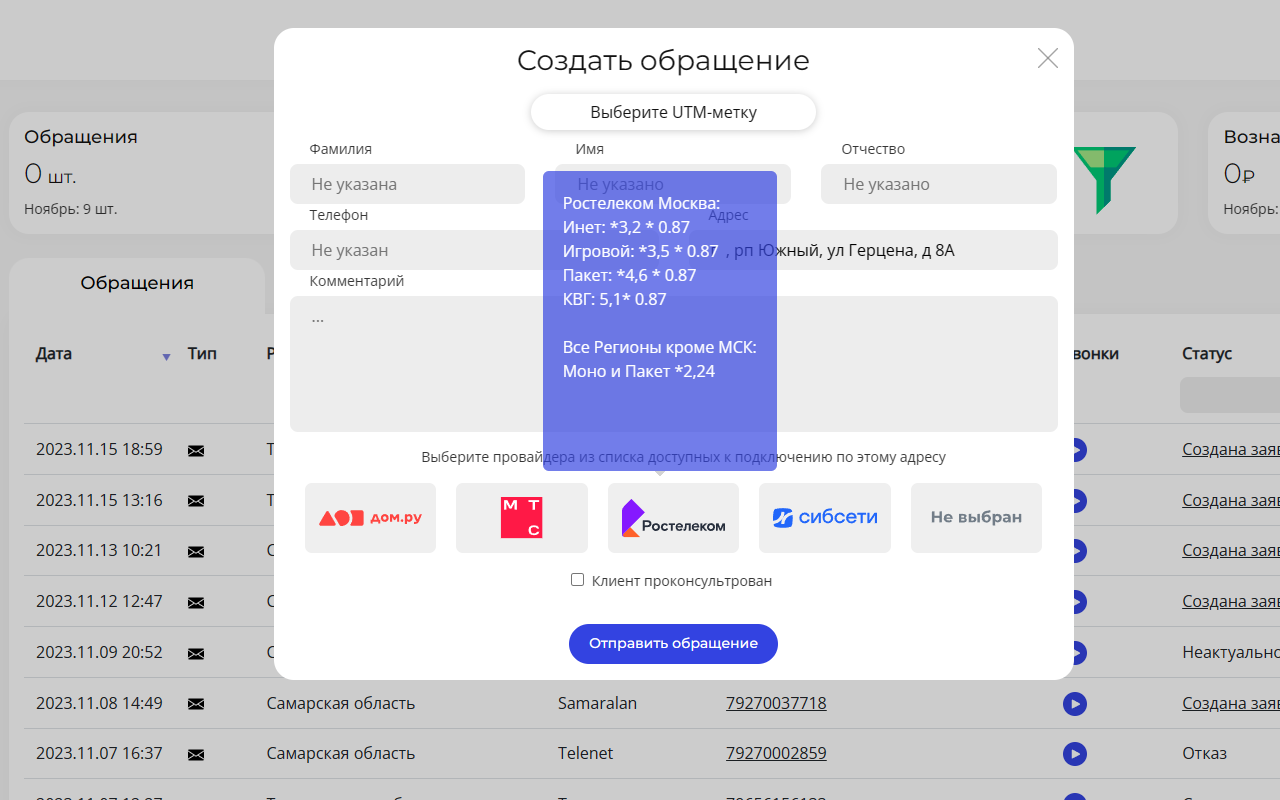 Создать обращение
Выберите UTM-метку
Фамилия
Имя
Отчество
Не указана
Не указано
Не указано
Телефон
Адрес
Не указан
, рп Южный, ул Герцена, д 8А
Комментарий
...
Ростелеком Москва:
Инет: *3,2 * 0.87
Игровой: *3,5 * 0.87
Пакет: *4,6 * 0.87
КВГ: 5,1* 0.87
Все Регионы кроме МСК:
Моно и Пакет *2,24
Выберите провайдера из списка доступных к подключению по этому адресу
дом.ру
МТС
Ростелеком
сибсети
Не выбран
Клиент проконсультрован
Отправить обращение
Обращения
0 шт.
Ноябрь: 9 шт.
Возна
0₽
Ноябрь:
Обращения
Дата
Тип
Р
вонки
Статус
2023.11.15 18:59
Т
Создана заяв
2023.11.15 13:16
Т
Создана заяв
2023.11.13 10:21
С
Создана заяв
2023.11.12 12:47
С
Создана заяв
2023.11.09 20:52
С
Неактуально
2023.11.08 14:49
Самарская область
Samaralan
79270037718
Создана заяв
2023.11.07 16:37
Самарская область
Telenet
79270002859
Отказ